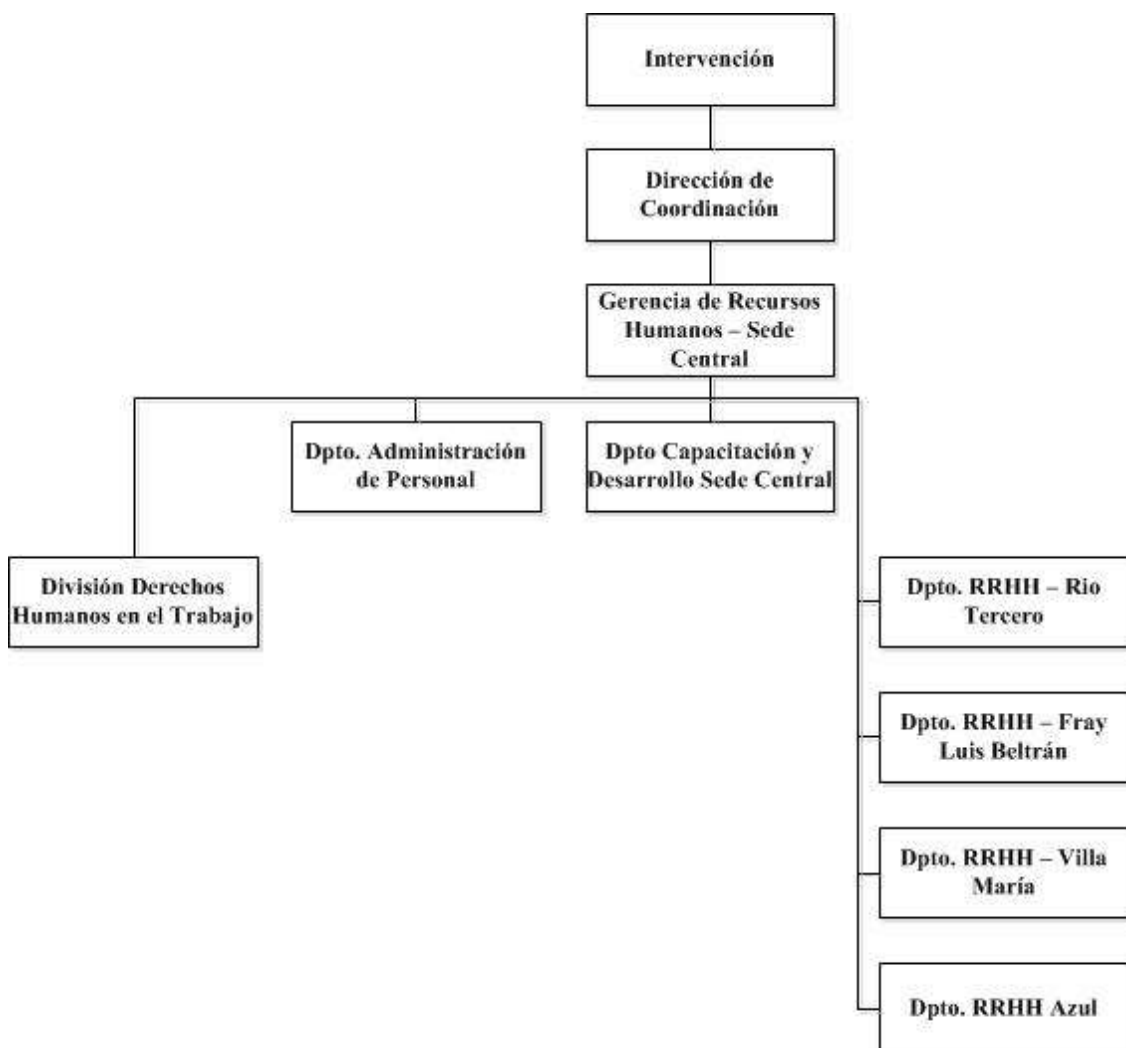 Intervención
Dirección de
Coordinación
Gerencia de Recursos
Humanos – Sede
Central
Dpto. Administración
de Personal
Dpto Capacitación y
Desarrollo Sede Central
División Derechos
Humanos en el Trabajo
Dpto. RRHH – Rio
Tercero
Dpto. RRHH – Fray
Luis Beltrán
Dpto. RRHH – Villa
María
Dpto. RRHH Azul